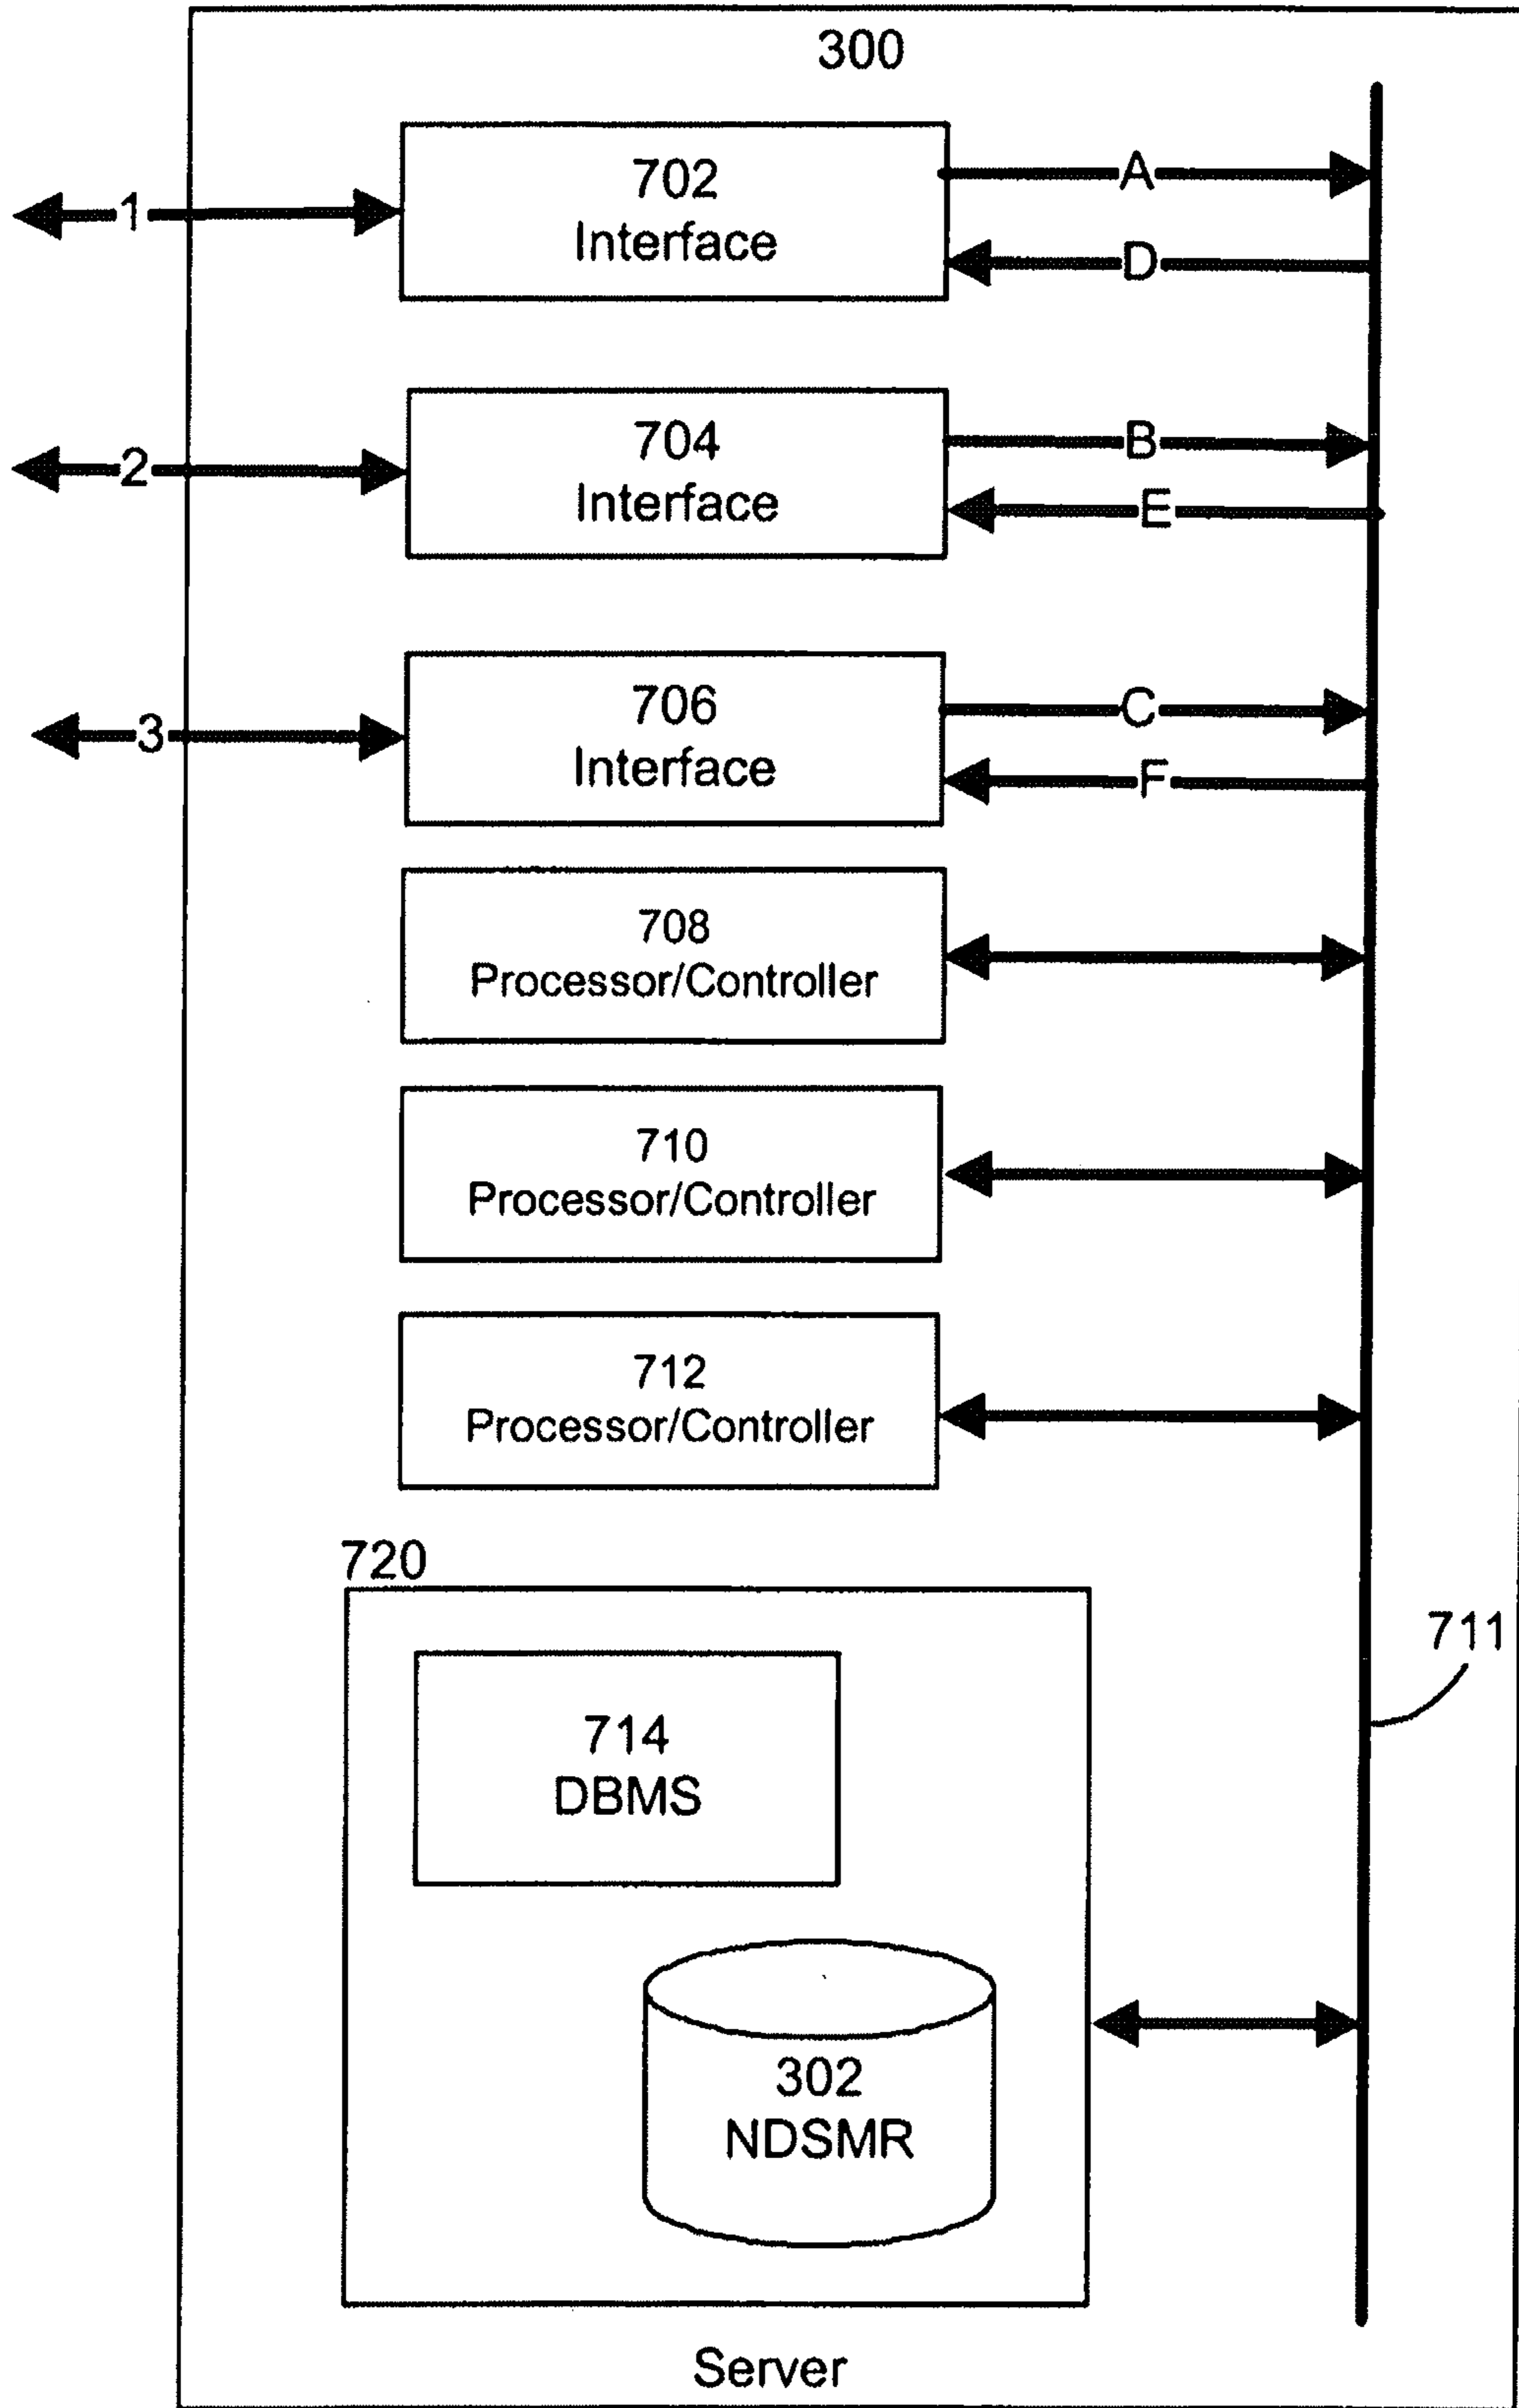 300
702
Interface
1
A
D
704
Interface
2
B
E
706
Interface
3
C
F
708
Processor/Controller
710
Processor/Controller
712
Processor/Controller
720
711
714
DBMS
302
NDSMR
Server